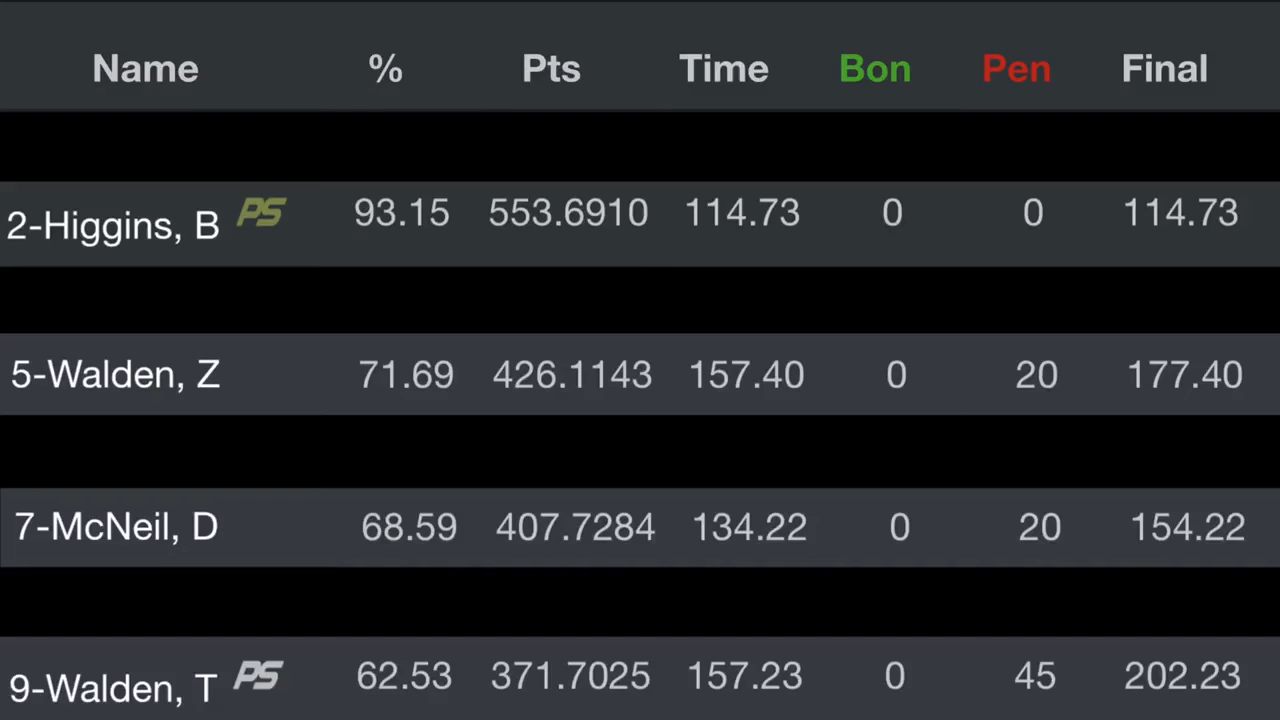 Name % Pts Time Bon Pen Final
2-Higgins, B PS 93.15 553.6910 114.73 0 0 114.73
5-Walden, Z 71.69 426.1143 157.40 0 20 177.40
7-McNeil, D 68.59 407.7284 134.22 0 20 154.22
9-Walden, T PS 62.53 371.7025 157.23 0 45 202.23